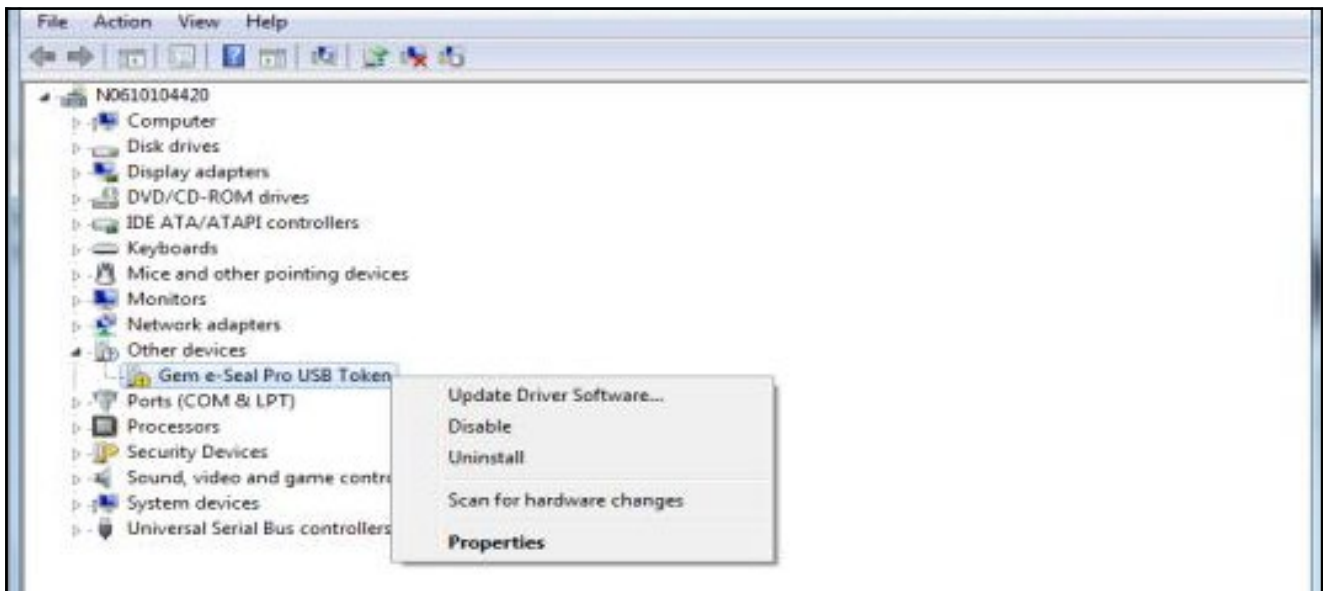 File Action View Help
N0610104420
Computer
Disk drives
Display adapters
DVD/CD-ROM drives
IDE ATA/ATAPI controllers
Keyboards
Mice and other pointing devices
Monitors
Network adapters
Other devices
Gem e-Seal Pro USB Token
Ports (COM & LPT)
Processors
Security Devices
Sound, video and game contr
System devices
Universal Serial Bus controllers
Update Driver Software...
Disable
Uninstall
Scan for hardware changes
Properties